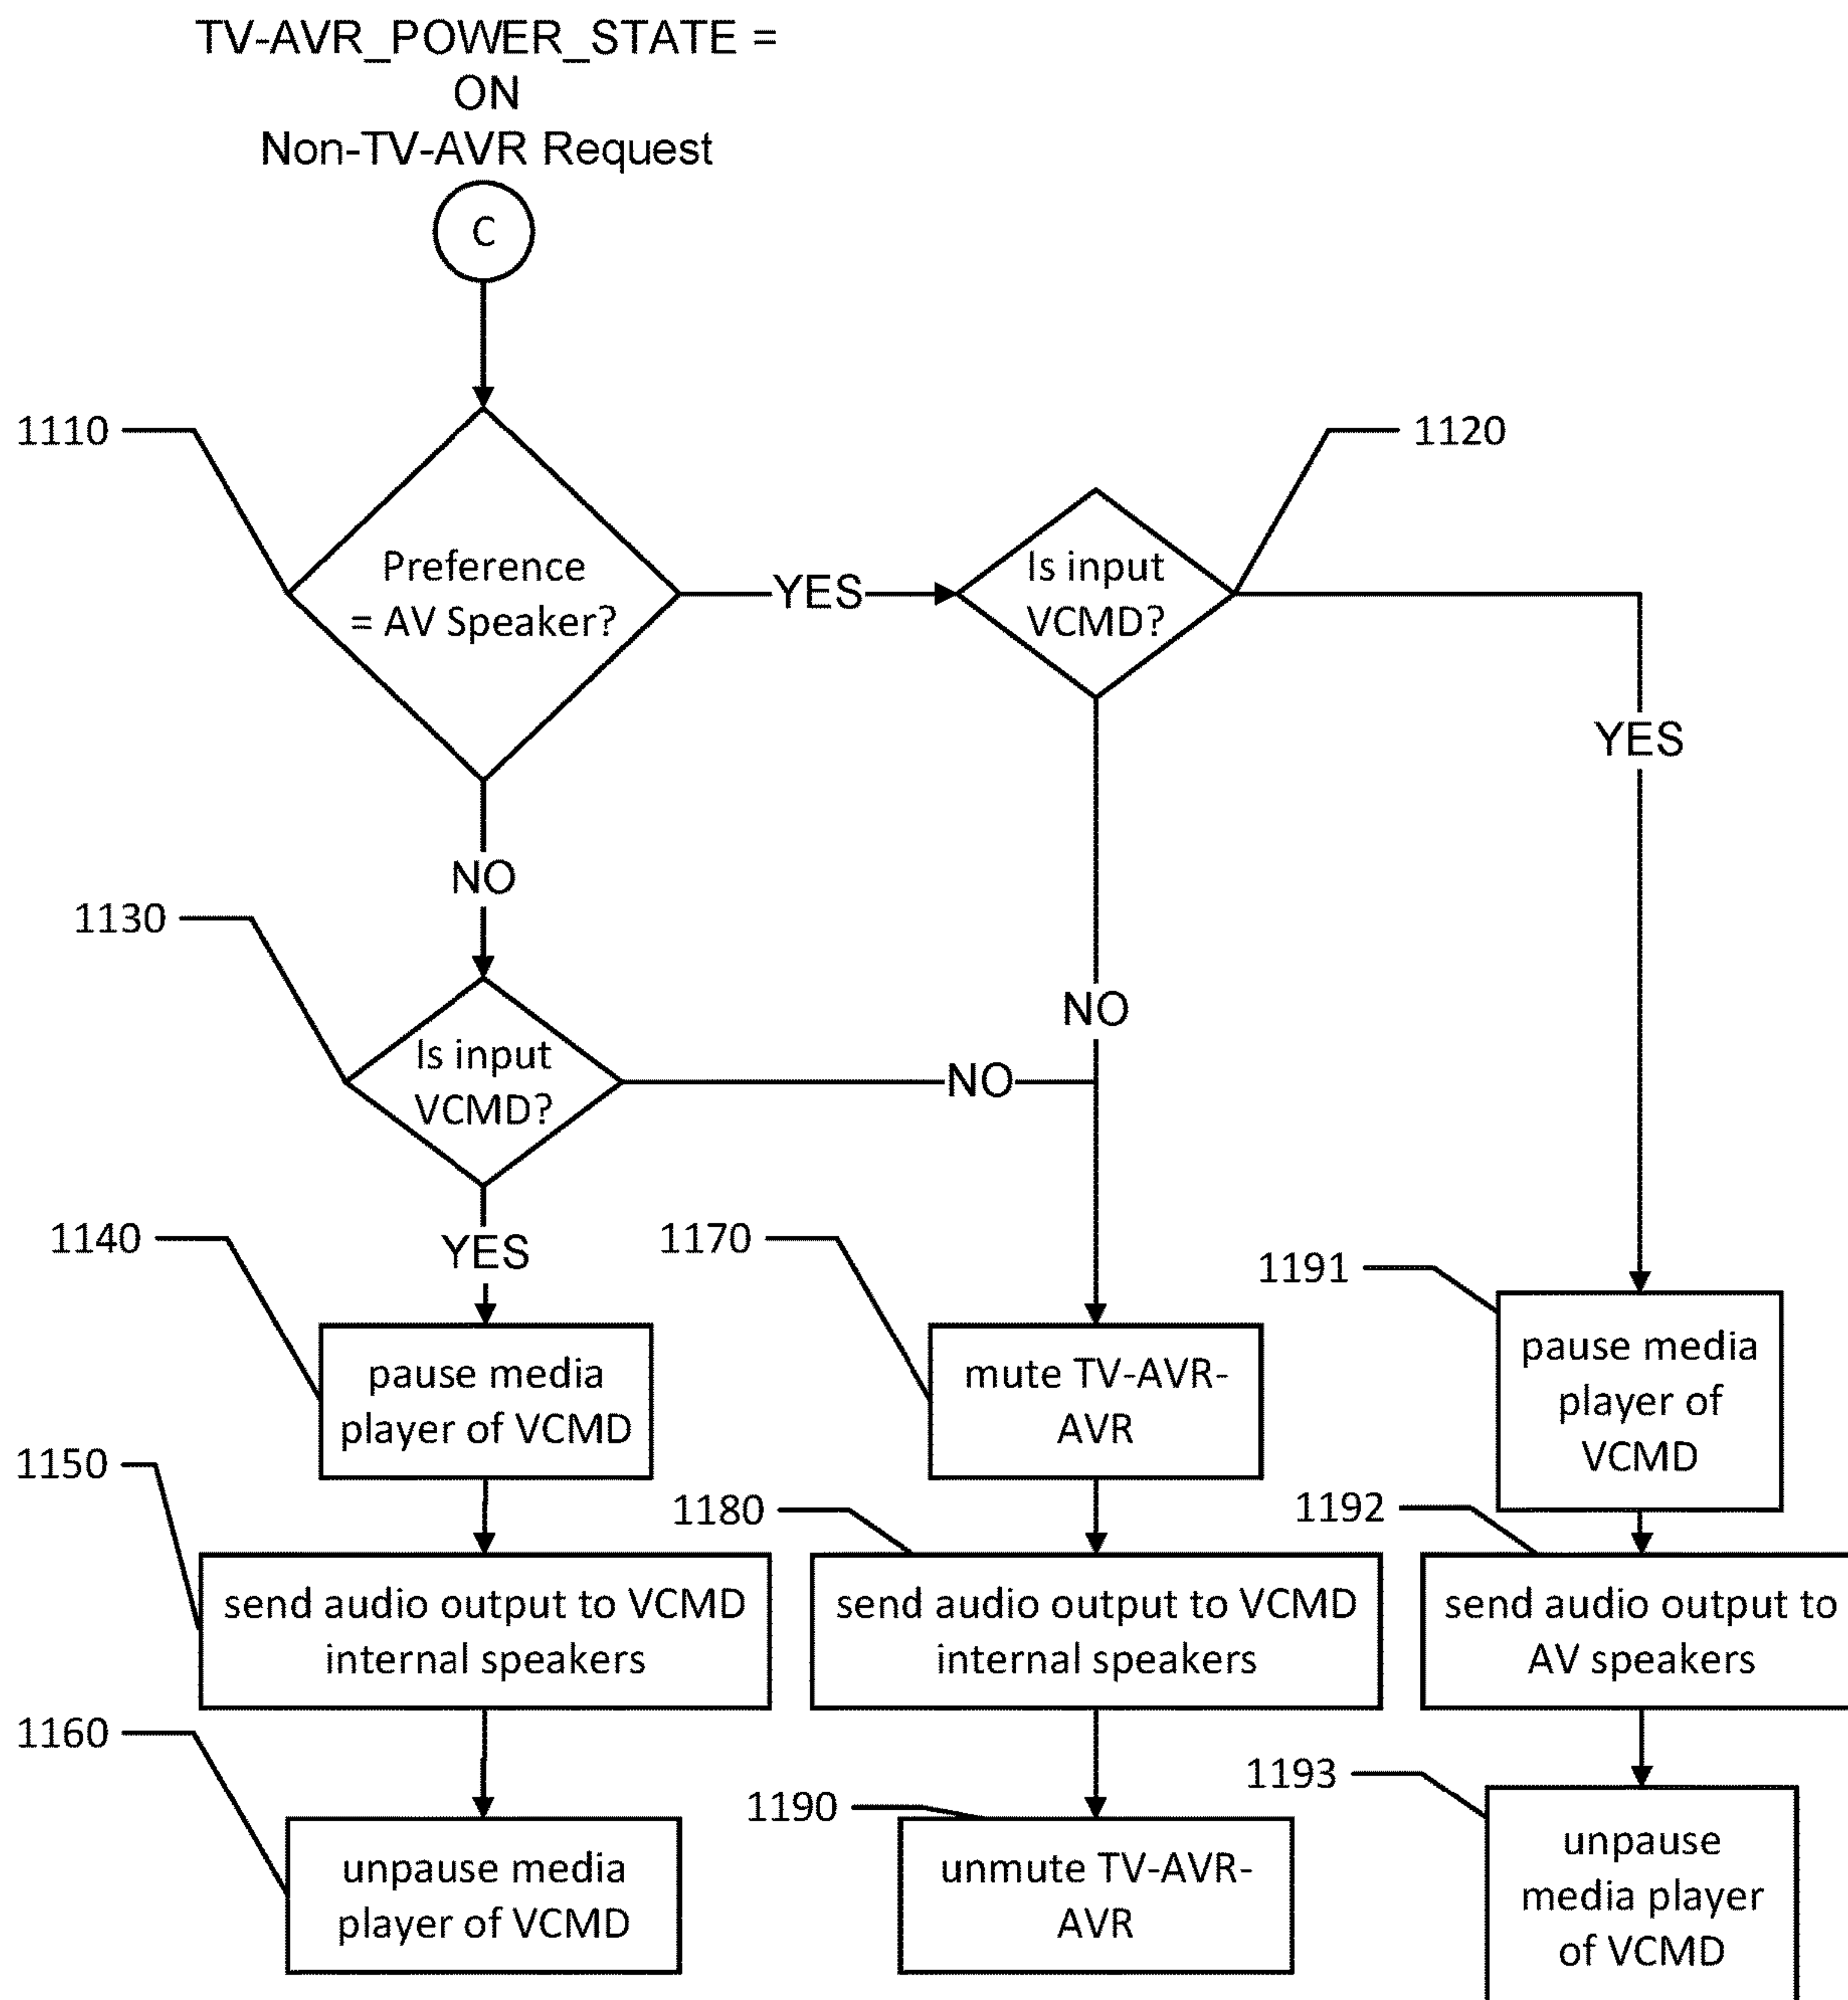 TV-AVR_POWER_STATE =
ON
Non-TV-AVR Request
C
1110
1120
Preference
= AV Speaker?
YES
Is input
VCMD?
YES
NO
1130
NO
Is input
VCMD?
NO
1140
YES
1170
1191
pause media
player of VCMD
mute TV-AVR-
AVR
pause media
player of
VCMD
1150
1180
1192
send audio output to VCMD
internal speakers
send audio output to VCMD
internal speakers
send audio output to
AV speakers
1160
1190
1193
unpause media
player of VCMD
unmute TV-AVR-
AVR
unpause
media player
of VCMD